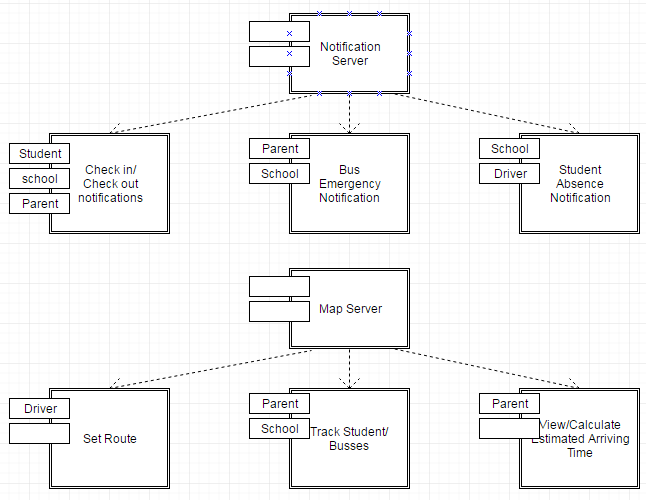 Notification
Server
Student
school
Parent
Check in/
Check out
notifications
Parent
School
Bus
Emergency
Notification
School
Driver
Student
Absence
Notification
Map Server
Driver
Set Route
Parent
School
Track Student/
Busses
Parent
View/Calculate
Estimated Arriving
Time